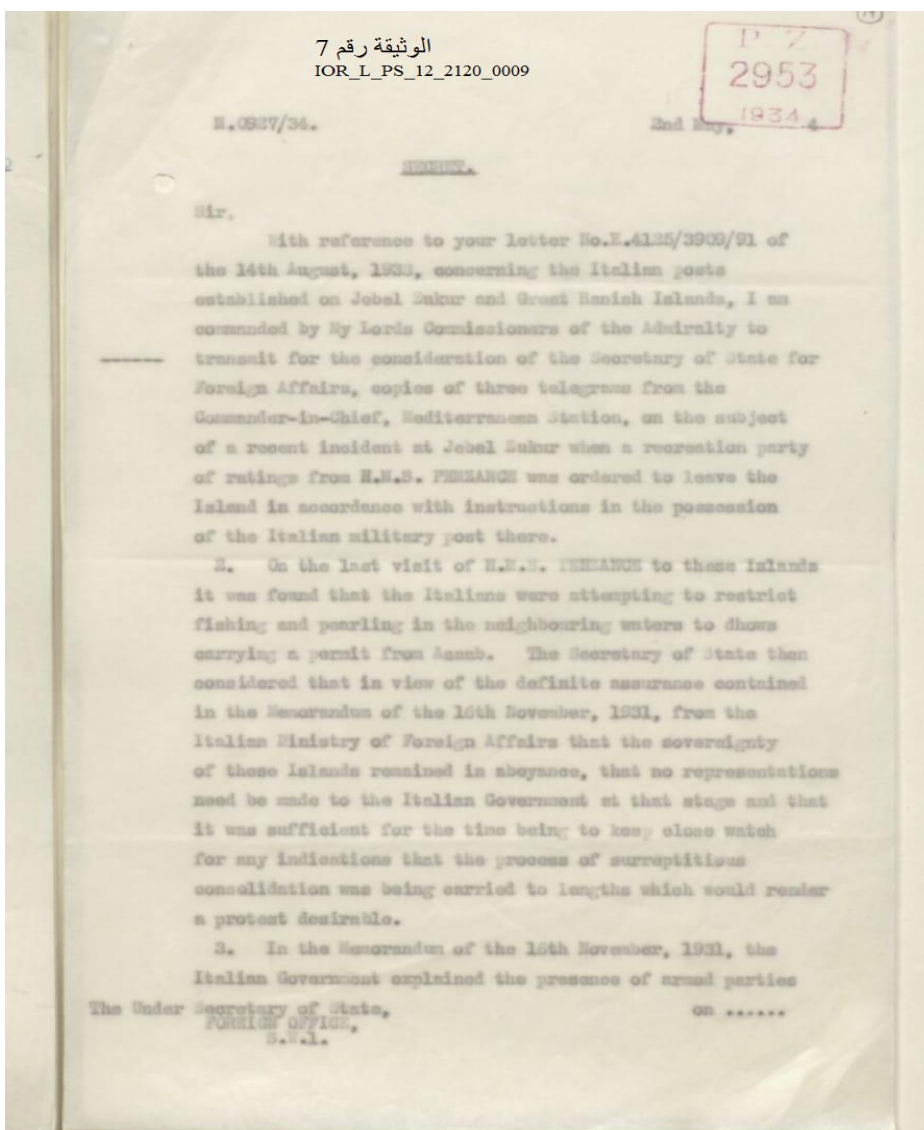 الوثيقة رقم 7
IOR_L_PS_12_2120_0009
P Z
2953
1934
M.0927/34.
2nd May, 4
SECRET.
Sir,
With reference to your letter No.E.4125/3909/91 of
the 14th August, 1933, concerning the Italian posts
established on Jebel Zukur and Great Hanish Islands, I am
commanded by My Lords Commissioners of the Admiralty to
transmit for the consideration of the Secretary of State for
Foreign Affairs, copies of three telegrams from the
Commander-in-Chief, Mediterranean Station, on the subject
of a recent incident at Jebel Zukur when a recreation party
of ratings from H.M.S. PENZANCE was ordered to leave the
Island in accordance with instructions in the possession
of the Italian military post there.
2. On the last visit of H.M.S. PENZANCE to these islands
it was found that the Italians were attempting to restrict
fishing and pearling in the neighbouring waters to dhows
carrying a permit from Assab. The Secretary of State then
considered that in view of the definite assurance contained
in the Memorandum of the 16th November, 1931, from the
Italian Ministry of Foreign Affairs that the sovereignty
of these Islands remained in abeyance, that no representations
need be made to the Italian Government at that stage and that
it was sufficient for the time being to keep close watch
for any indications that the process of surreptitious
consolidation was being carried to lengths which would render
a protest desirable.
3. In the Memorandum of the 16th November, 1931, the
Italian Government explained the presence of armed parties
The Under Secretary of State, on ......
FOREIGN OFFICE,
S.W.1.